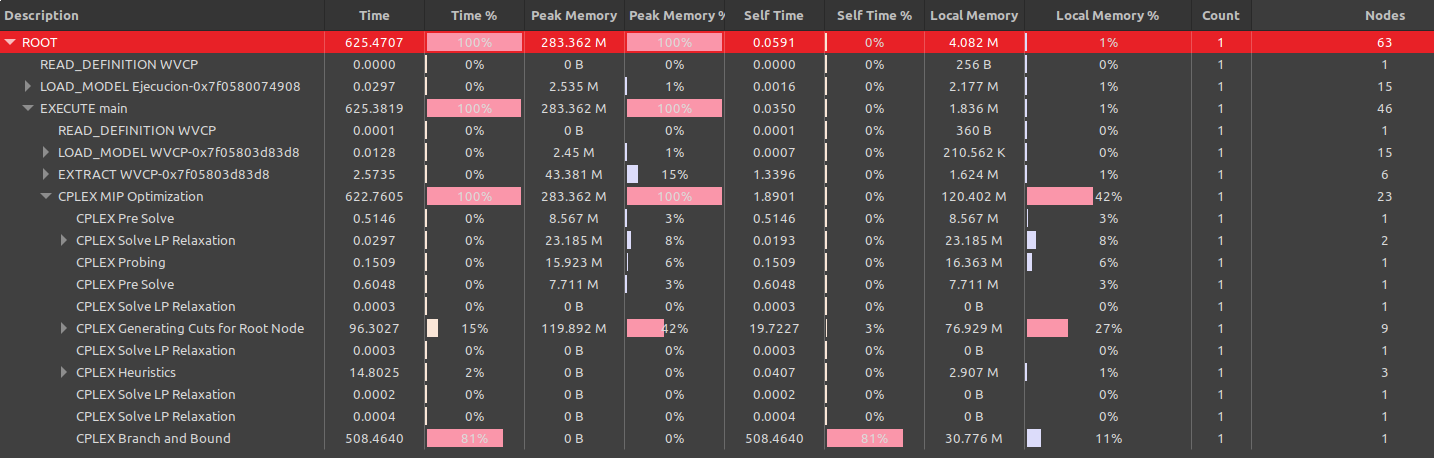 Description Time Time % Peak Memory Peak Memory % Self Time Self Time % Local Memory Local Memory % Count Nodes
ROOT 625.4707 100% 283.362 M 100% 0.0591 0% 4.082 M 1% 1 63
READ_DEFINITION WVCP 0.0000 0% 0 B 0% 0.0000 0% 256 B 0% 1 1
LOAD_MODEL Ejecucion-0x7f0580074908 0.0297 0% 2.535 M 1% 0.0016 0% 2.177 M 1% 1 15
EXECUTE main 625.3819 100% 283.362 M 100% 0.0350 0% 1.836 M 1% 1 46
READ_DEFINITION WVCP 0.0001 0% 0 B 0% 0.0001 0% 360 B 0% 1 1
LOAD_MODEL WVCP-0x7f05803d83d8 0.0128 0% 2.45 M 1% 0.0007 0% 210.562 K 0% 1 15
EXTRACT WVCP-0x7f05803d83d8 2.5735 0% 43.381 M 15% 1.3396 0% 1.624 M 1% 1 6
CPLEX MIP Optimization 622.7605 100% 283.362 M 100% 1.8901 0% 120.402 M 42% 1 23
CPLEX Pre Solve 0.5146 0% 8.567 M 3% 0.5146 0% 8.567 M 3% 1 1
CPLEX Solve LP Relaxation 0.0297 0% 23.185 M 8% 0.0193 0% 23.185 M 8% 1 2
CPLEX Probing 0.1509 0% 15.923 M 6% 0.1509 0% 16.363 M 6% 1 1
CPLEX Pre Solve 0.6048 0% 7.711 M 3% 0.6048 0% 7.711 M 3% 1 1
CPLEX Solve LP Relaxation 0.0003 0% 0 B 0% 0.0003 0% 0 B 0% 1 1
CPLEX Generating Cuts for Root Node 96.3027 15% 119.892 M 42% 19.7227 3% 76.929 M 27% 1 9
CPLEX Solve LP Relaxation 0.0003 0% 0 B 0% 0.0003 0% 0 B 0% 1 1
CPLEX Heuristics 14.8025 2% 0 B 0% 0.0407 0% 2.907 M 1% 1 3
CPLEX Solve LP Relaxation 0.0002 0% 0 B 0% 0.0002 0% 0 B 0% 1 1
CPLEX Solve LP Relaxation 0.0004 0% 0 B 0% 0.0004 0% 0 B 0% 1 1
CPLEX Branch and Bound 508.4640 81% 0 B 0% 508.4640 81% 30.776 M 11% 1 1